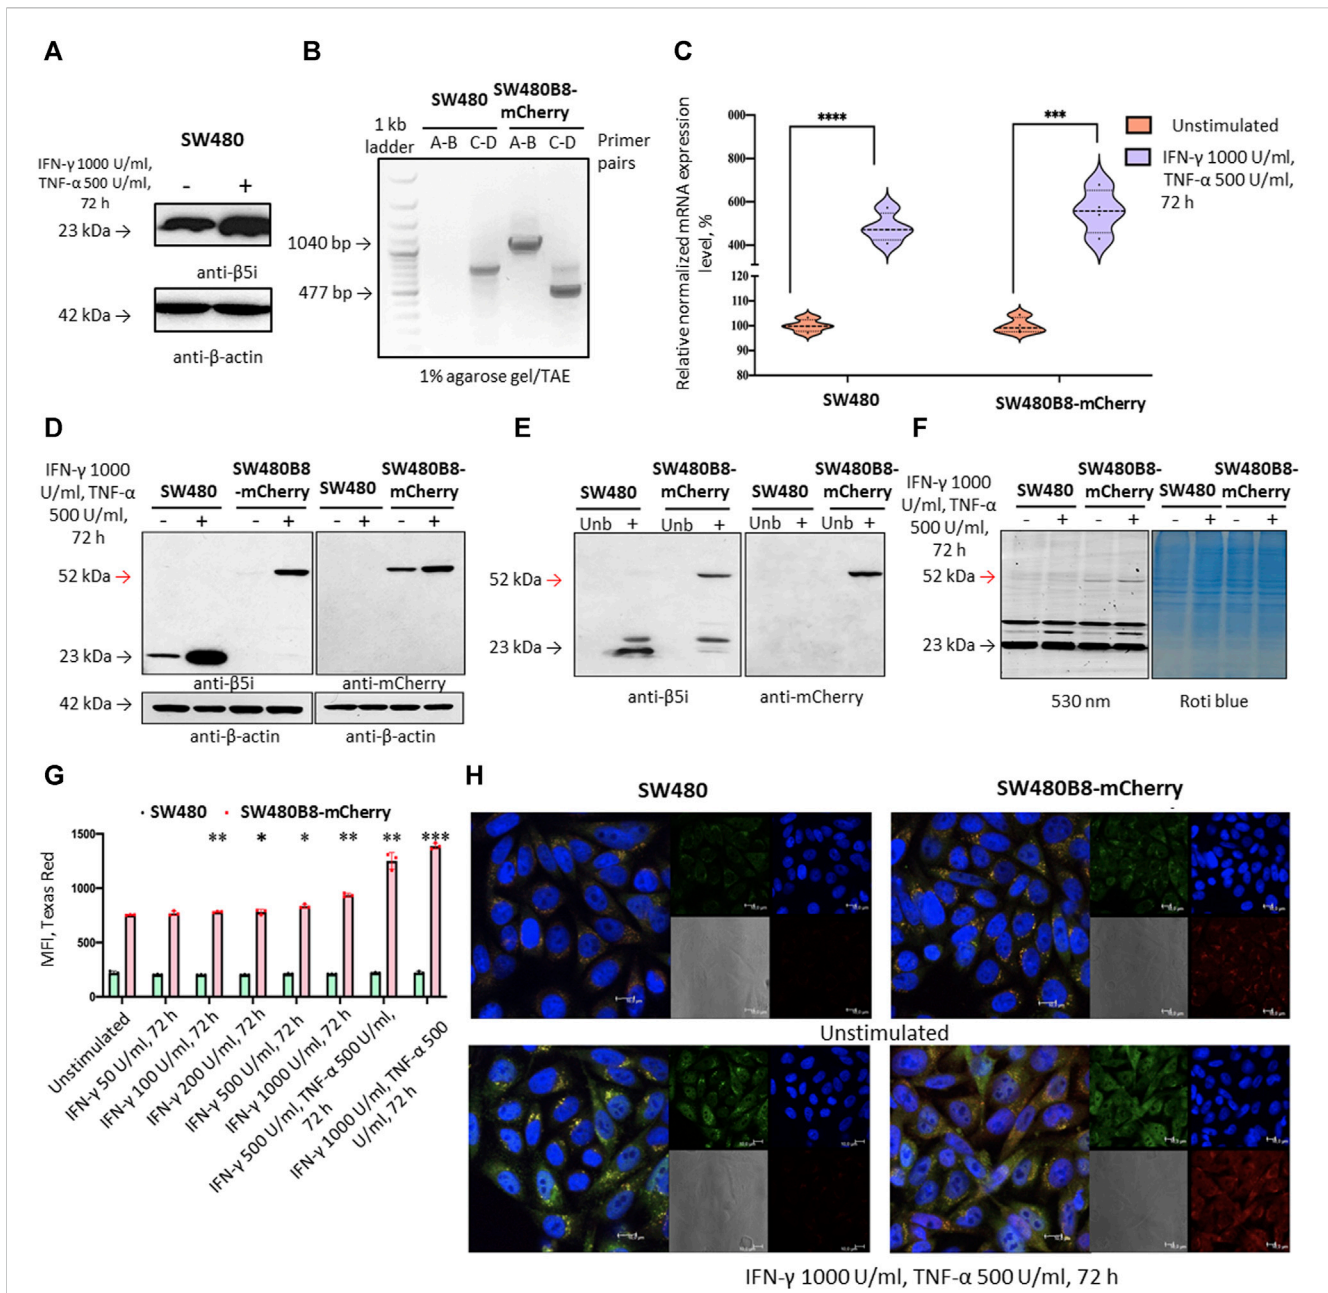 A
SW480
IFN-γ 1000 U/ml,
TNF-α 500 U/ml,
72 h
- +
23 kDa →
anti-β5i
42 kDa →
anti-β-actin
B
SW480
SW480B8-
mCherry
1 kb
ladder
A-B C-D A-B C-D
Primer
pairs
1040 bp →
477 bp →
1% agarose gel/TAE
C
Relative normalized mRNA expression
level, %
000
800
600
400
120
110
100
90
80
****
***
Unstimulated
IFN-γ 1000 U/ml,
TNF-α 500 U/ml,
72 h
SW480
SW480B8-mCherry
D
IFN-γ 1000
U/ml, TNF-α
500 U/ml,
72 h
SW480
SW480B8
-mCherry
SW480
SW480B8-
mCherry
- + - + - + - +
52 kDa →
23 kDa →
anti-β5i
anti-mCherry
42 kDa →
anti-β-actin
anti-β-actin
E
SW480
SW480B8-
mCherry
SW480
SW480B8-
mCherry
Unb + Unb + Unb + Unb +
52 kDa →
23 kDa →
anti-β5i
anti-mCherry
F
IFN-γ 1000
U/ml, TNF-α
500 U/ml,
72 h
SW480
SW480B8-
mCherry
SW480
SW480B8-
mCherry
- + - + - + - +
52 kDa →
23 kDa →
530 nm
Roti blue
G
SW480
SW480B8-mCherry
MFI, Texas Red
1500
1000
500
0
** * * ** ** ***
Unstimulated
IFN-γ 50 U/ml, 72 h
IFN-γ 100 U/ml, 72 h
IFN-γ 200 U/ml, 72 h
IFN-γ 500 U/ml, 72 h
IFN-γ 1000 U/ml, 72 h
IFN-γ 500 U/ml, TNF-α 500 U/ml,
72 h
IFN-γ 1000 U/ml, TNF-α 500
U/ml, 72 h
H
SW480
SW480B8-mCherry
Unstimulated
IFN-γ 1000 U/ml, TNF-α 500 U/ml, 72 h